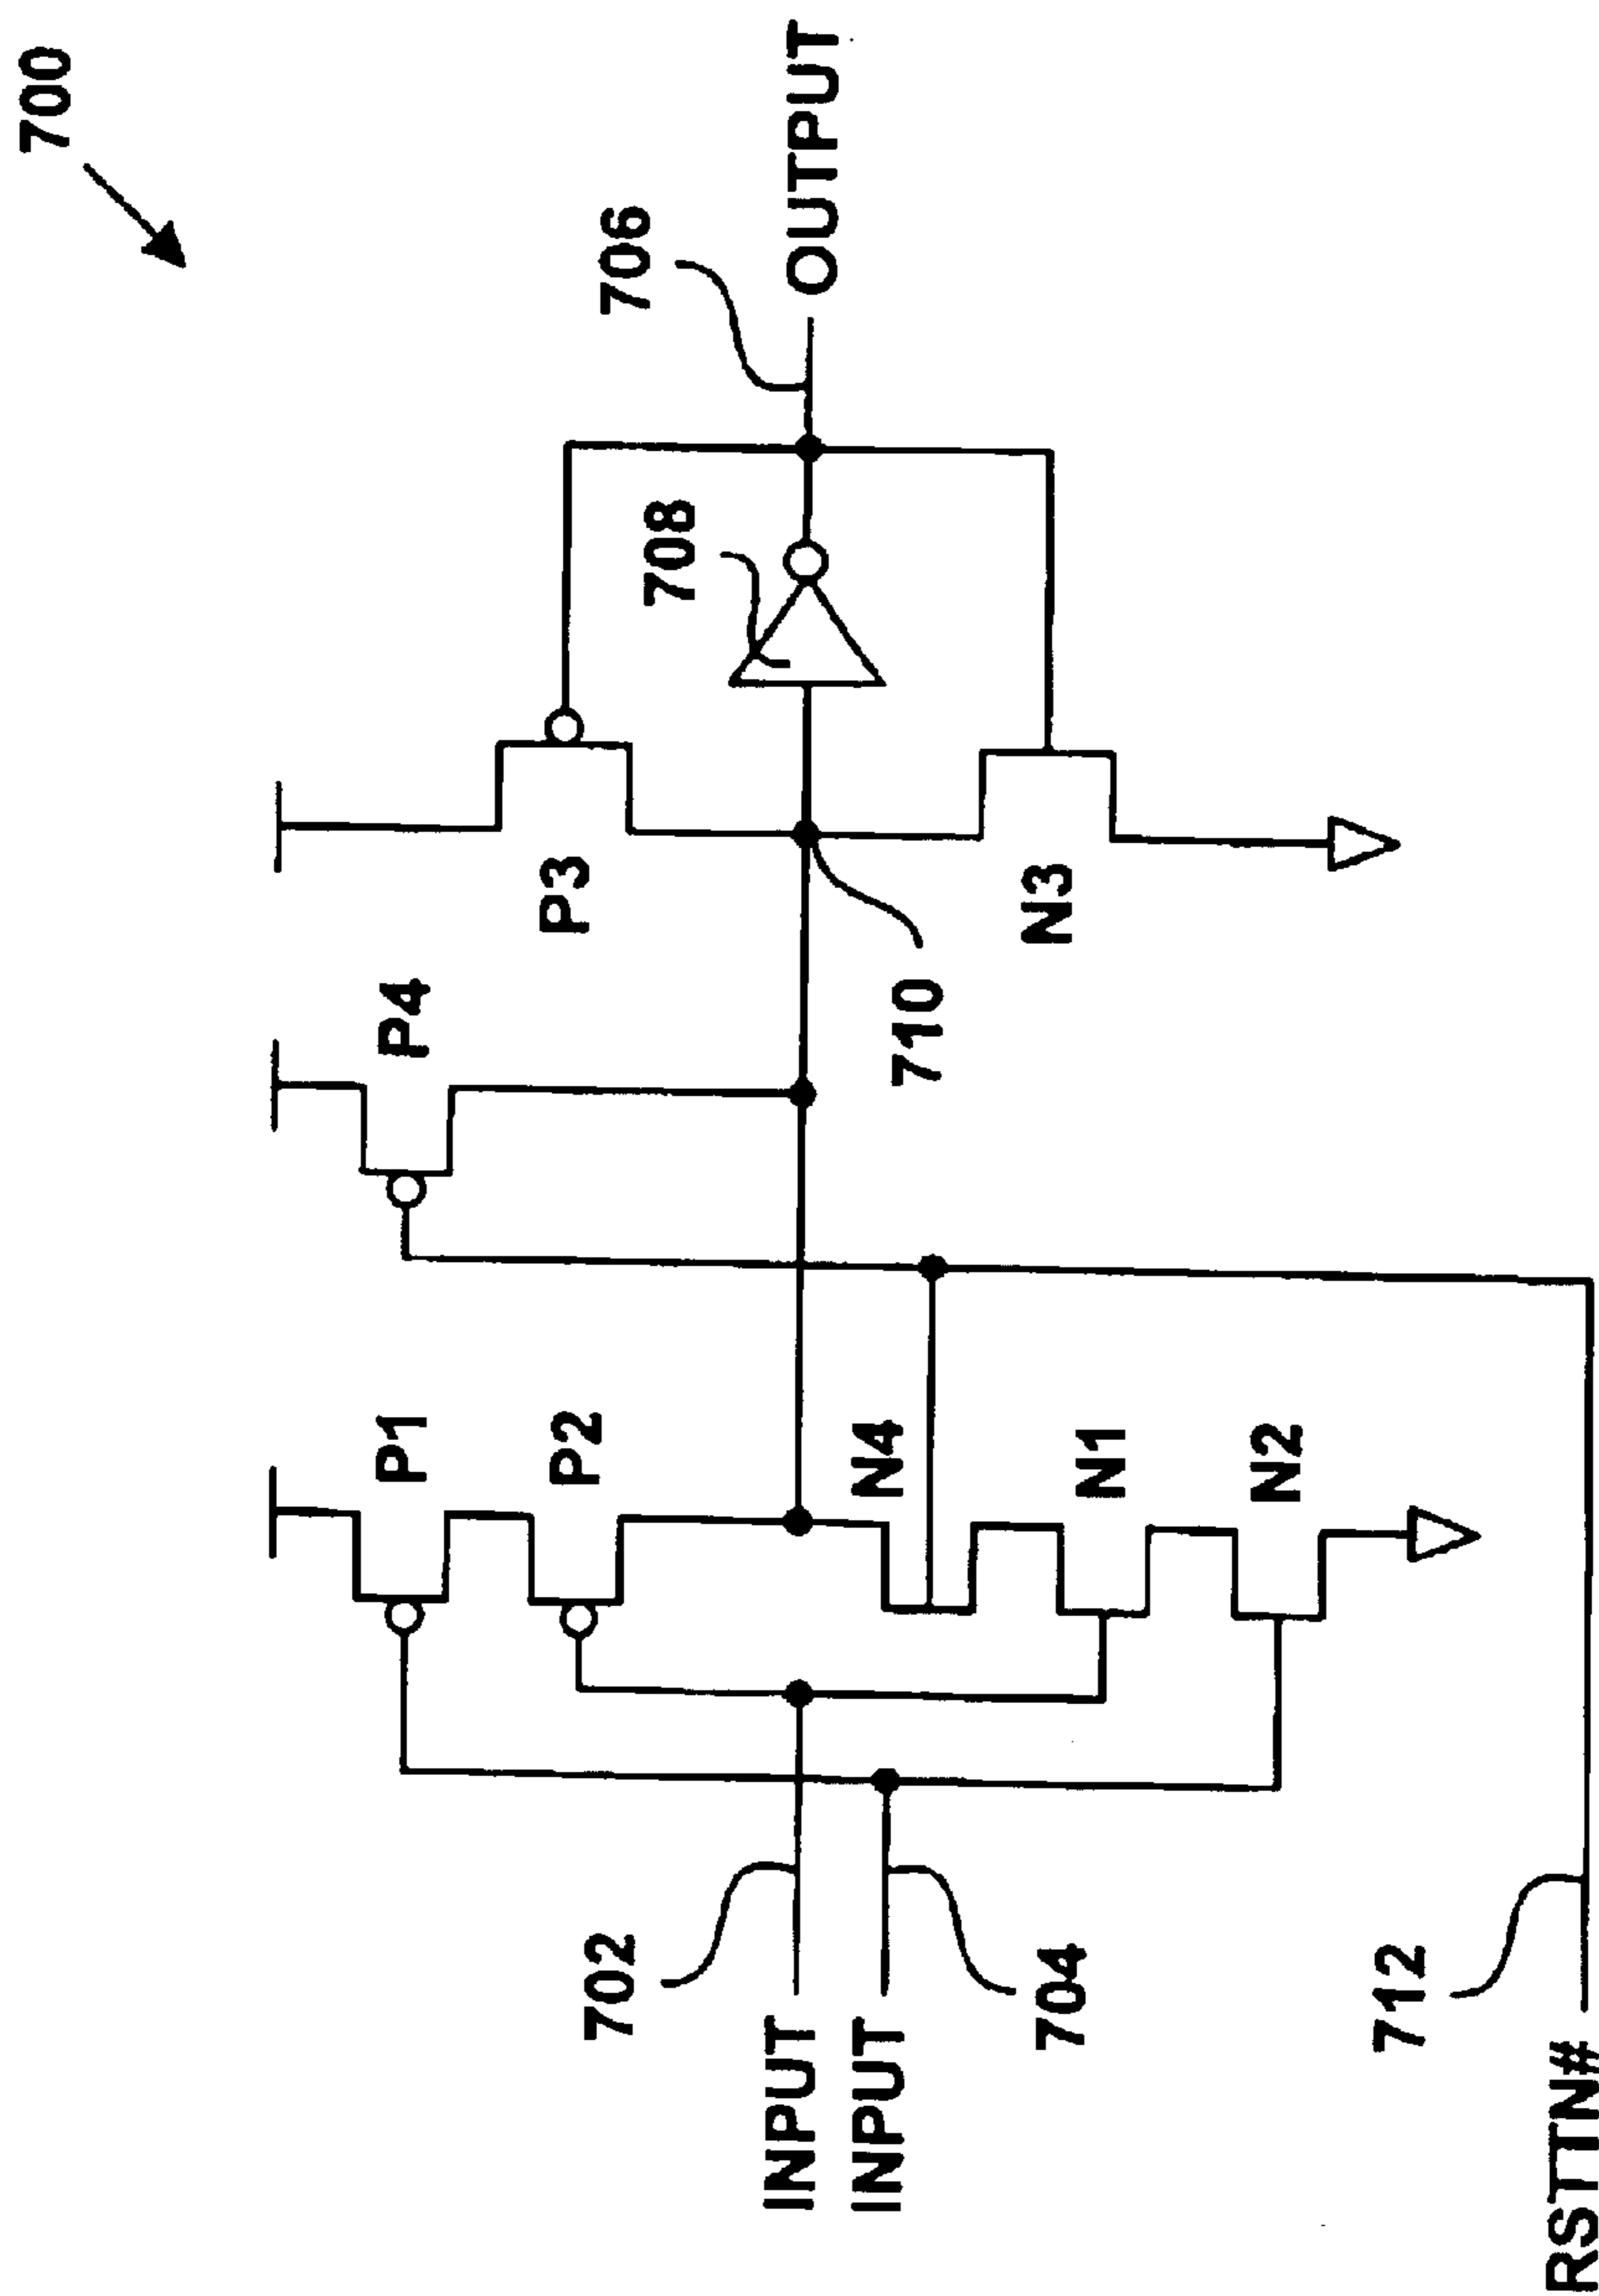 700
706
OUTPUT
708
P3
N3
P4
710
P1
P2
N4
N1
N2
702
INPUT
INPUT
704
712
RSTTN#